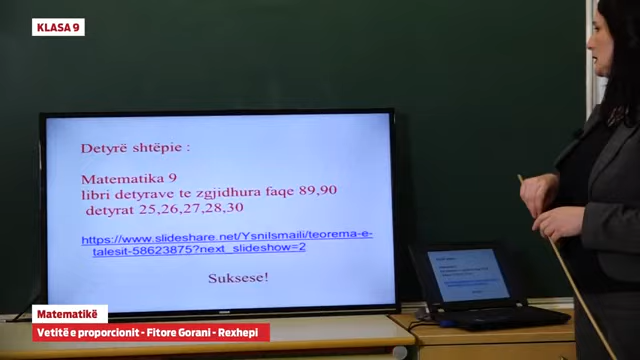 KLASA 9
Detyrë shtëpie :
Matematika 9
libri detyrave te zgjidhura faqe 89,90
detyrat 25,26,27,28,30
https://www.slideshare.net/YsniIsmaili/teorema-e-
talesit-58623875?next_slideshow=2
Suksese!
Matematikë
Vetitë e proporcionit - Fitore Gorani - Rexhepi